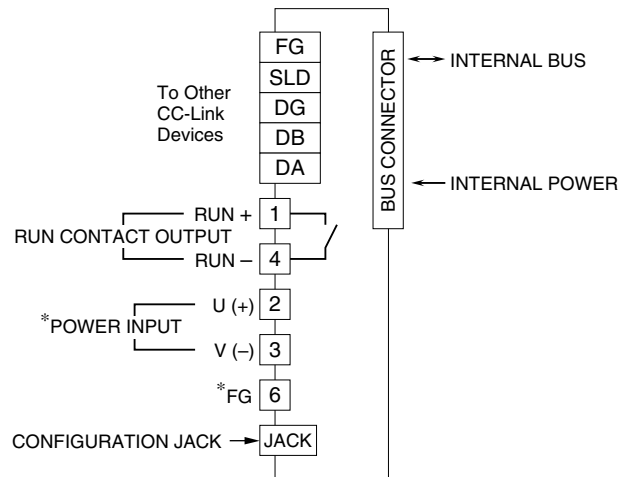 FG
SLD
DG
DB
DA
To Other
CC-Link
Devices
BUS CONNECTOR
INTERNAL BUS
INTERNAL POWER
RUN + 1
RUN CONTACT OUTPUT
RUN – 4
U (+) 2
*POWER INPUT
V (–) 3
*FG 6
CONFIGURATION JACK JACK